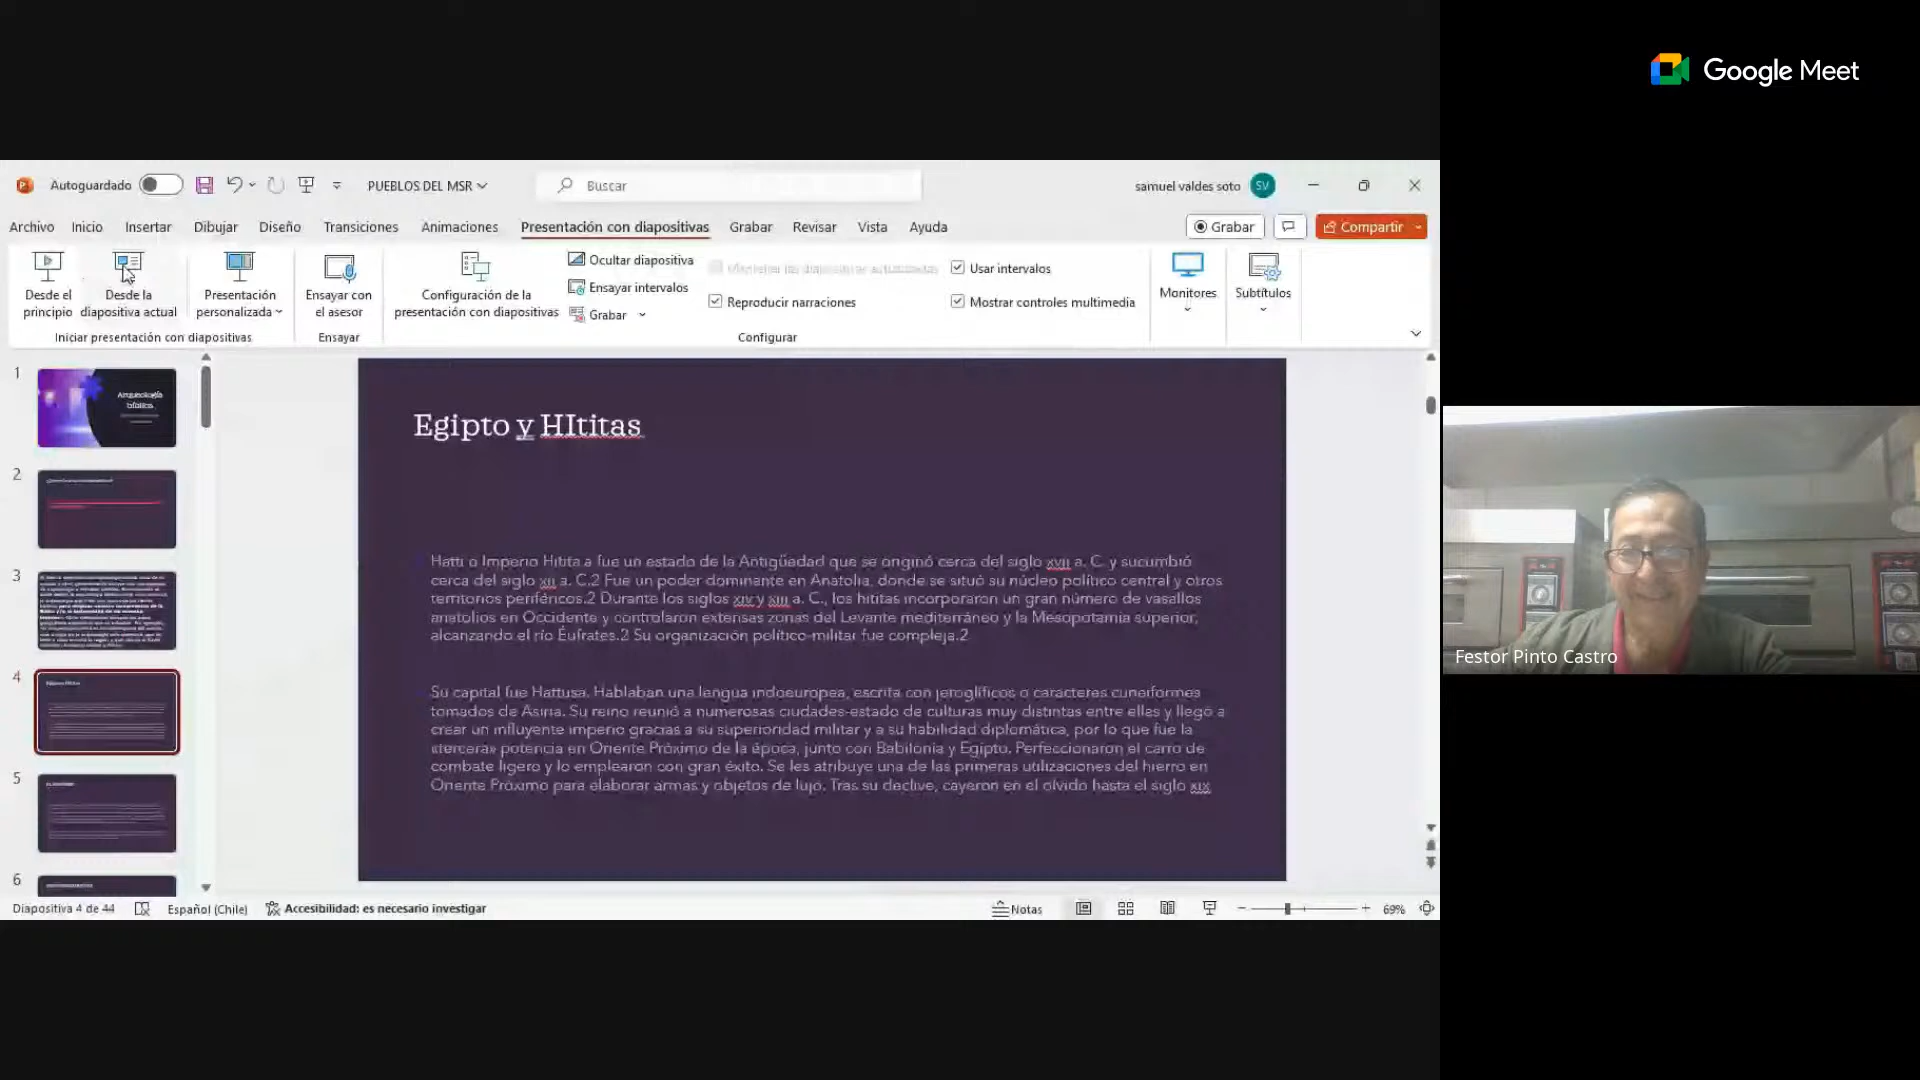 Google Meet
Autoguardado
PUEBLOS DEL MSR
Buscar
samuel valdes soto
SV
Archivo Inicio Insertar Dibujar Diseño Transiciones Animaciones Presentación con diapositivas Grabar Revisar Vista Ayuda
Grabar
Compartir
Desde el principio
Desde la diapositiva actual
Presentación personalizada
Ensayar con el asesor
Configuración de la presentación con diapositivas
Ocultar diapositiva
Ensayar intervalos
Grabar
Reproducir narraciones
Usar intervalos
Mostrar controles multimedia
Monitores
Subtítulos
Iniciar presentación con diapositivas
Ensayar
Configurar
1
Arqueología
bíblica
2
3
4
5
6
Egipto y HItitas
Hatti o Imperio Hitita a fue un estado de la Antigüedad que se originó cerca del siglo xvii a. C. y sucumbió
cerca del siglo xii a. C.2 Fue un poder dominante en Anatolia, donde se situó su núcleo político central y otros
territorios periféricos.2 Durante los siglos xiv y xiii a. C., los hititas incorporaron un gran número de vasallos
anatolios en Occidente y controlaron extensas zonas del Levante mediterráneo y la Mesopotamia superior,
alcanzando el río Éufrates.2 Su organización político-militar fue compleja.2
Su capital fue Hattusa. Hablaban una lengua indoeuropea, escrita con jeroglíficos o caracteres cuneiformes
tomados de Asiria. Su reino reunió a numerosas ciudades-estado de culturas muy distintas entre ellas y llegó a
crear un influyente imperio gracias a su superioridad militar y a su habilidad diplomática, por lo que fue la
«tercera» potencia en Oriente Próximo de la época, junto con Babilonia y Egipto. Perfeccionaron el carro de
combate ligero y lo emplearon con gran éxito. Se les atribuye una de las primeras utilizaciones del hierro en
Oriente Próximo para elaborar armas y objetos de lujo. Tras su declive, cayeron en el olvido hasta el siglo xix
Diapositiva 4 de 44
Español (Chile)
Accesibilidad: es necesario investigar
Notas
69%
Festor Pinto Castro